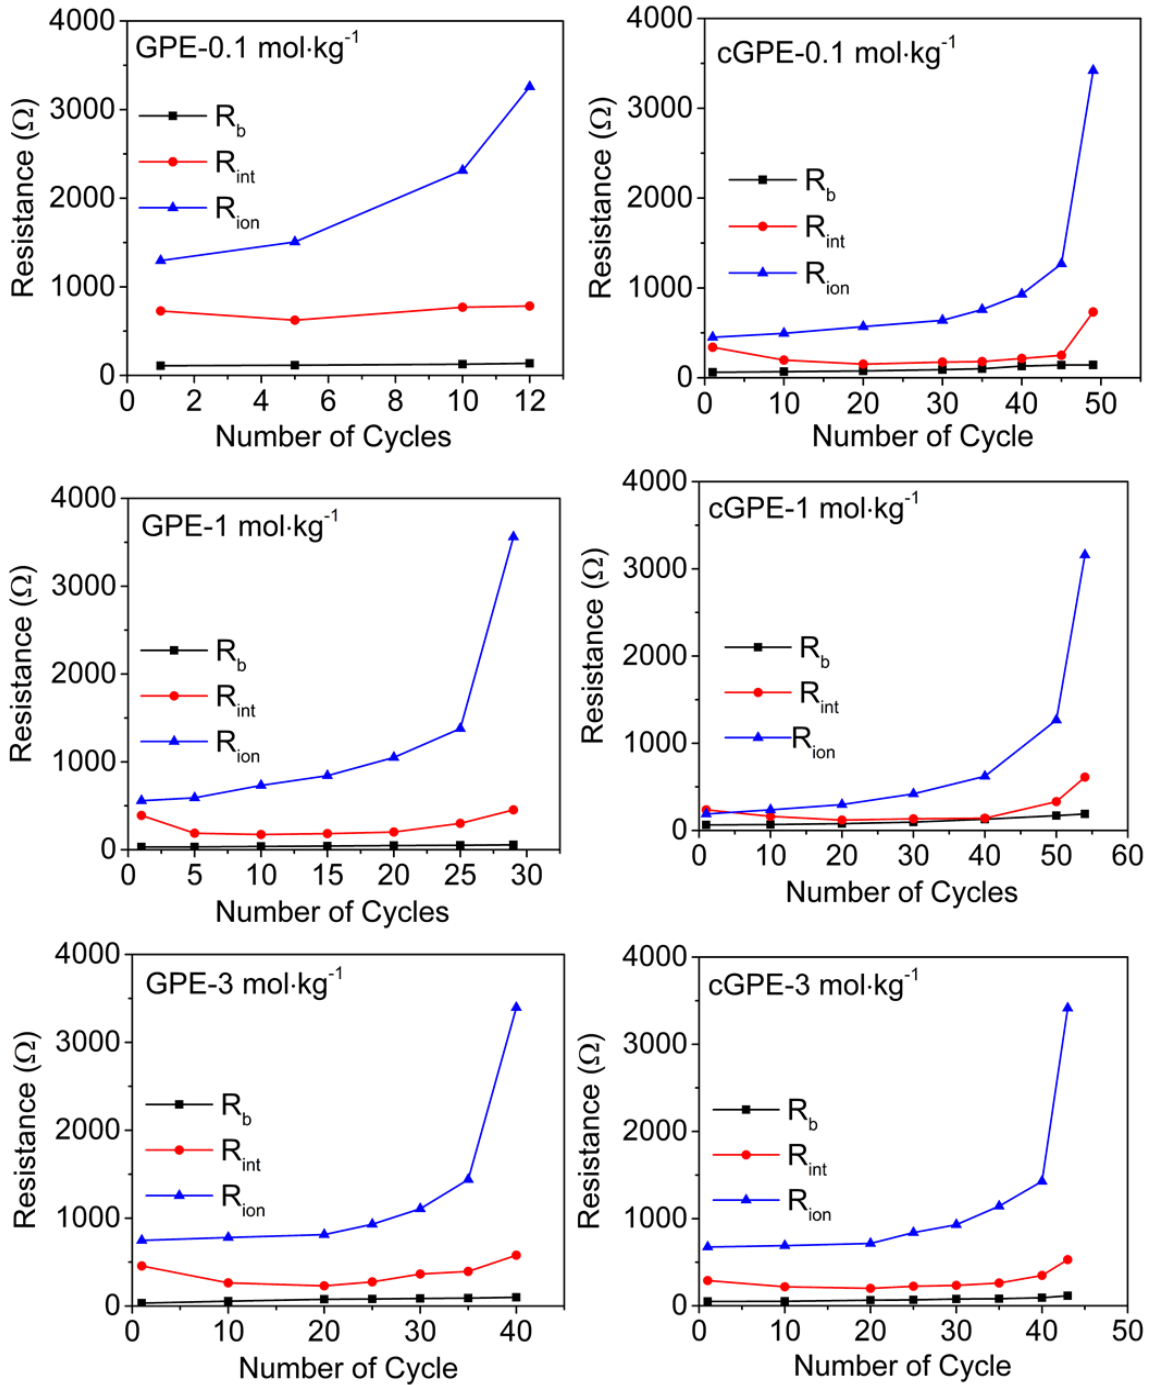 GPE-0.1 mol·kg-1
Rb
Rint
Rion
Resistance (Ω)
4000
3000
2000
1000
0
0 2 4 6 8 10 12
Number of Cycles
cGPE-0.1 mol·kg-1
Rb
Rint
Rion
Resistance (Ω)
4000
3000
2000
1000
0
0 10 20 30 40 50
Number of Cycle
GPE-1 mol·kg-1
Rb
Rint
Rion
Resistance (Ω)
4000
3000
2000
1000
0
0 5 10 15 20 25 30
Number of Cycles
cGPE-1 mol·kg-1
Rb
Rint
Rion
Resistance (Ω)
4000
3000
2000
1000
0
0 10 20 30 40 50 60
Number of Cycles
GPE-3 mol·kg-1
Rb
Rint
Rion
Resistance (Ω)
4000
3000
2000
1000
0
0 10 20 30 40
Number of Cycle
cGPE-3 mol·kg-1
Rb
Rint
Rion
Resistance (Ω)
4000
3000
2000
1000
0
0 10 20 30 40 50
Number of Cycle